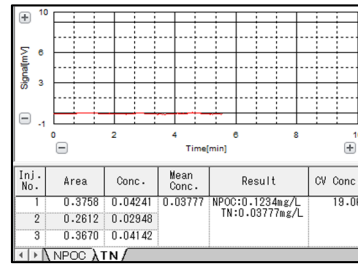 Signal[mV]
10
6
3
-1
0 2 4 6 8 10
Time[min]
Inj. No. Area Conc. Mean Conc. Result CV Conc
1 0.3758 0.04241 0.03777 NPOC:0.1234mg/L
TN:0.03777mg/L
2 0.2612 0.02948
3 0.3670 0.04142
NPOC TN